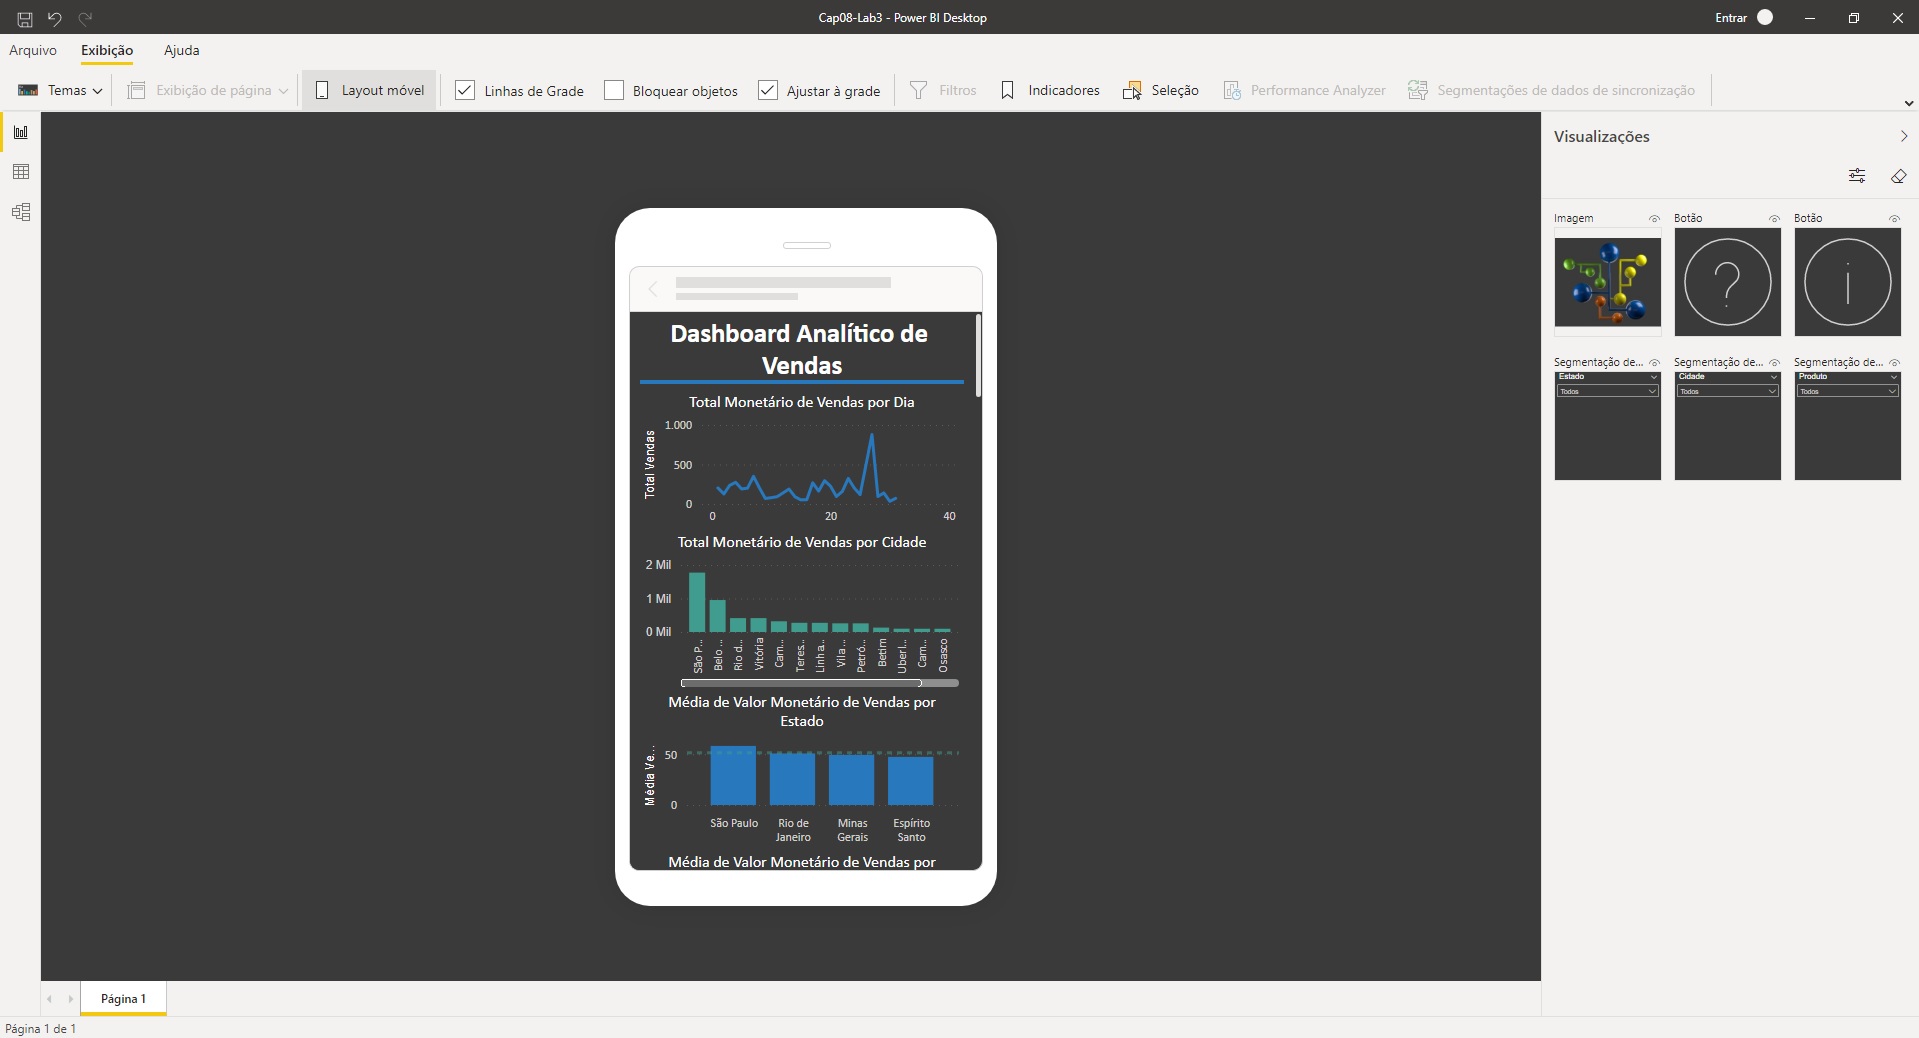 Cap08-Lab3 - Power BI Desktop
Entrar
Arquivo
Exibição
Ajuda
Temas
Exibição de página
Layout móvel
Linhas de Grade
Bloquear objetos
Ajustar à grade
Filtros
Indicadores
Seleção
Performance Analyzer
Segmentações de dados de sincronização
Dashboard Analítico de
Vendas
Total Monetário de Vendas por Dia
Total Vendas
1.000
500
0
0
20
40
Total Monetário de Vendas por Cidade
2 Mil
1 Mil
0 Mil
São P...
Belo ...
Rio d...
Vitória
Cam...
Teres...
Linha...
Vila ...
Petró...
Betim
Uberl...
Cam...
Osasco
Média de Valor Monetário de Vendas por
Estado
Média Ve...
50
0
São Paulo
Rio de
Janeiro
Minas
Gerais
Espírito
Santo
Média de Valor Monetário de Vendas por
Visualizações
Imagem
Botão
Botão
?
i
Segmentação de...
Segmentação de...
Segmentação de...
Estado
Todos
Cidade
Todos
Produto
Todos
Página 1
Página 1 de 1